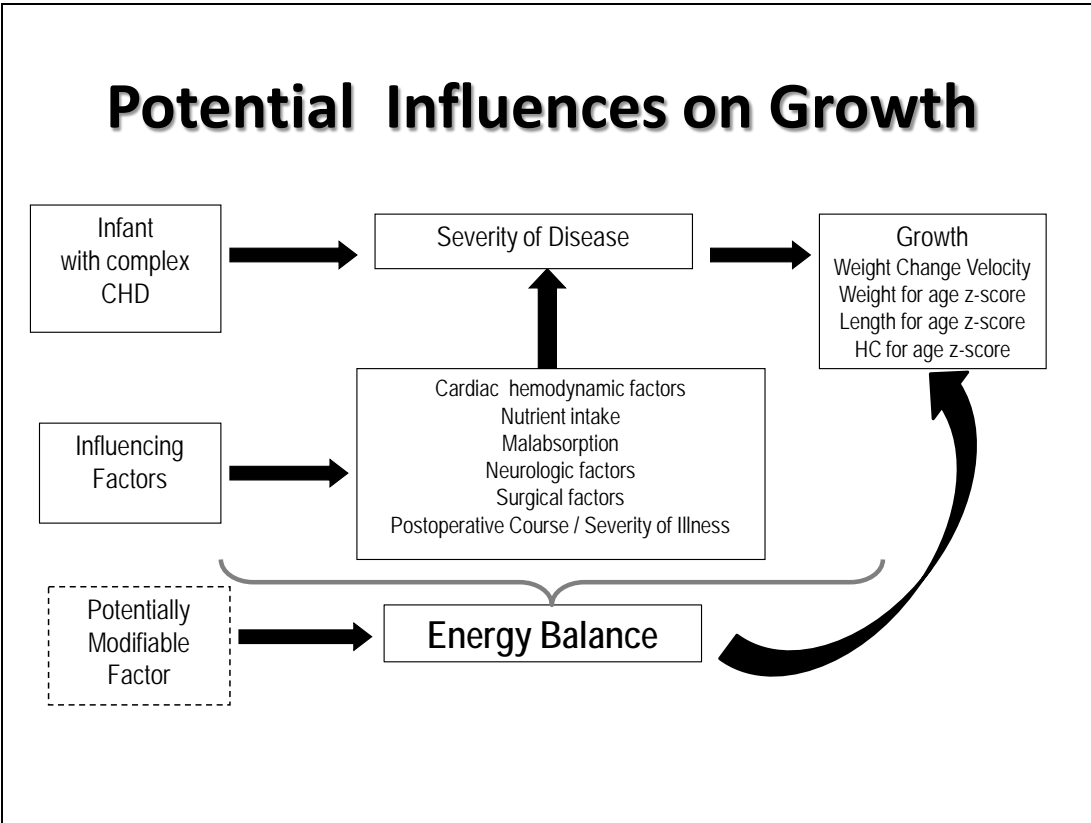 Potential Influences on Growth
Infant
with complex
CHD
Severity of Disease
Growth
Weight Change Velocity
Weight for age z-score
Length for age z-score
HC for age z-score
Influencing
Factors
Cardiac hemodynamic factors
Nutrient intake
Malabsorption
Neurologic factors
Surgical factors
Postoperative Course / Severity of Illness
Potentially
Modifiable
Factor
Energy Balance